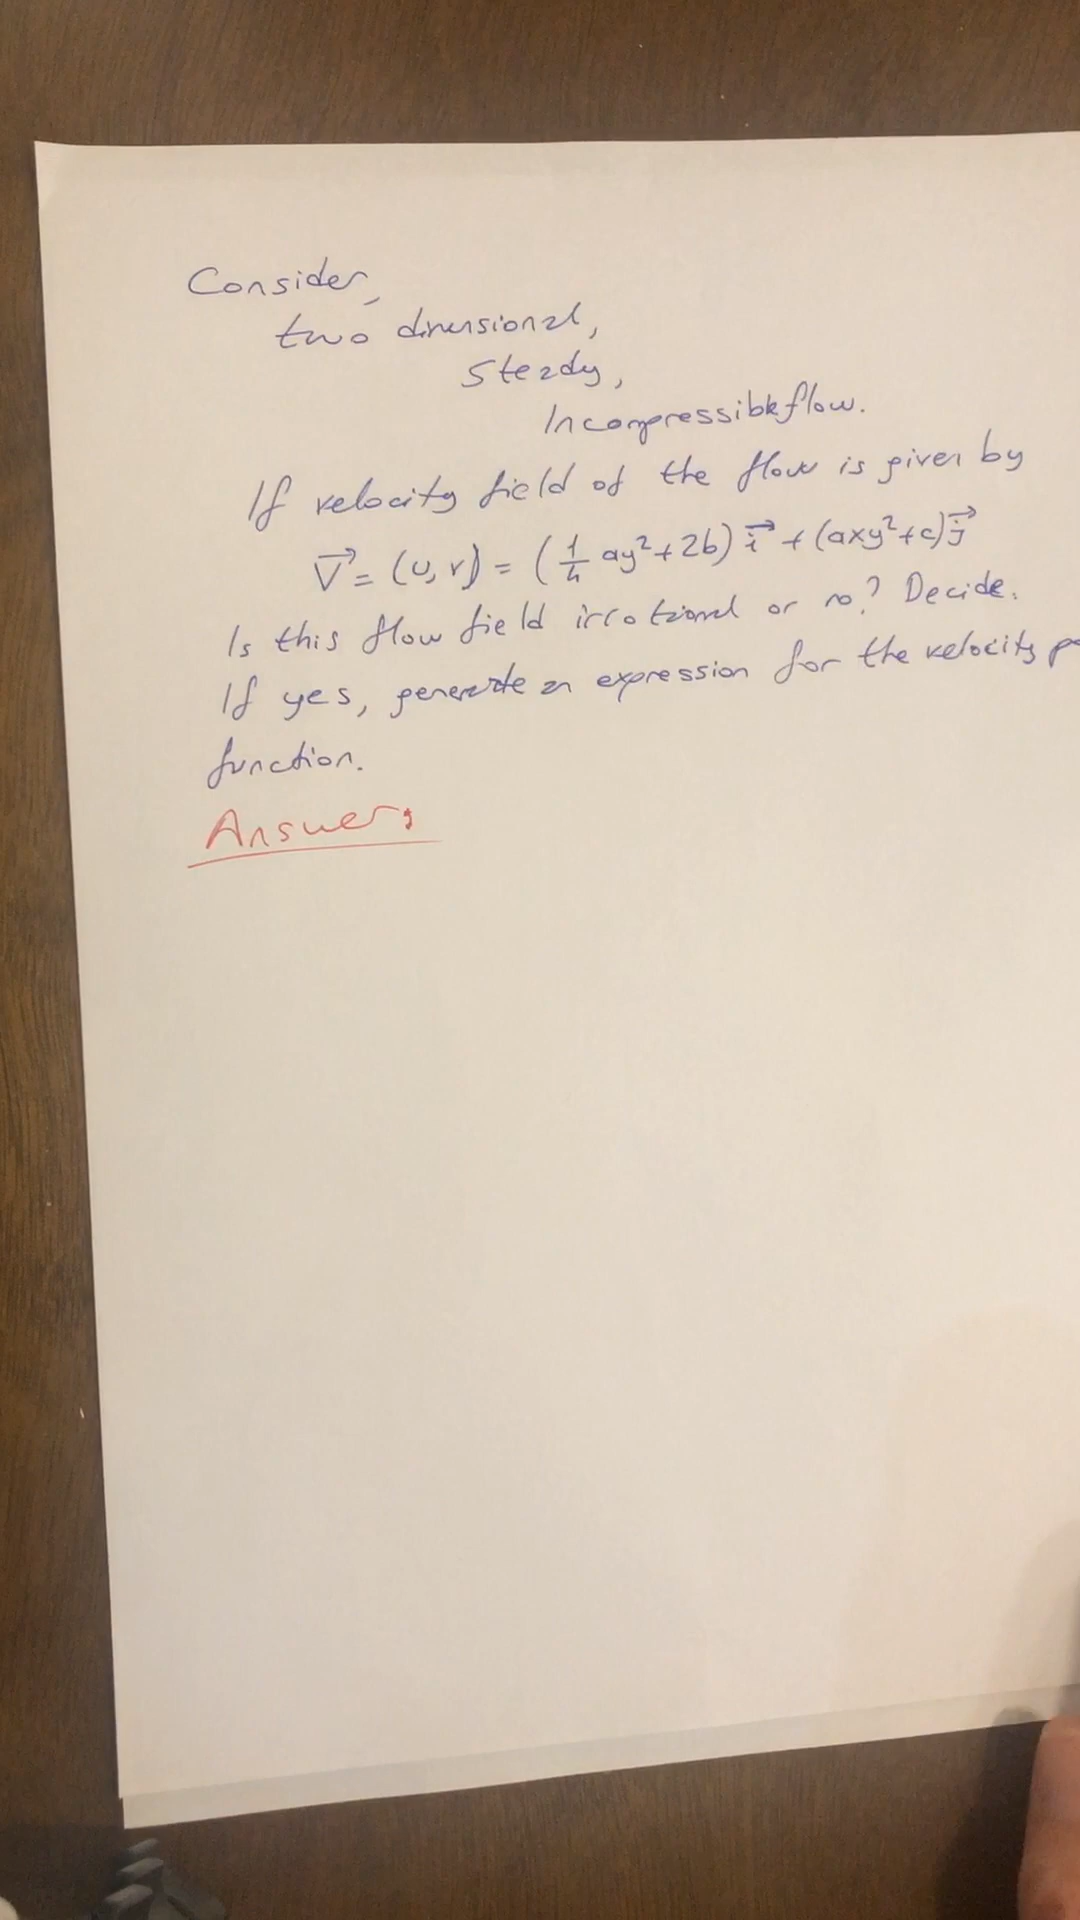 Consider,
two dimensional,
Steady,
Incompressible flow.
If velocity field of the flow is given by
V⃗ = (u, v) = (1/4 ay² + 2b) i⃗ + (axy² + c) j⃗
Is this flow field irrotional or no? Decide.
If yes, generate an expression for the velocity
function.
Answer: